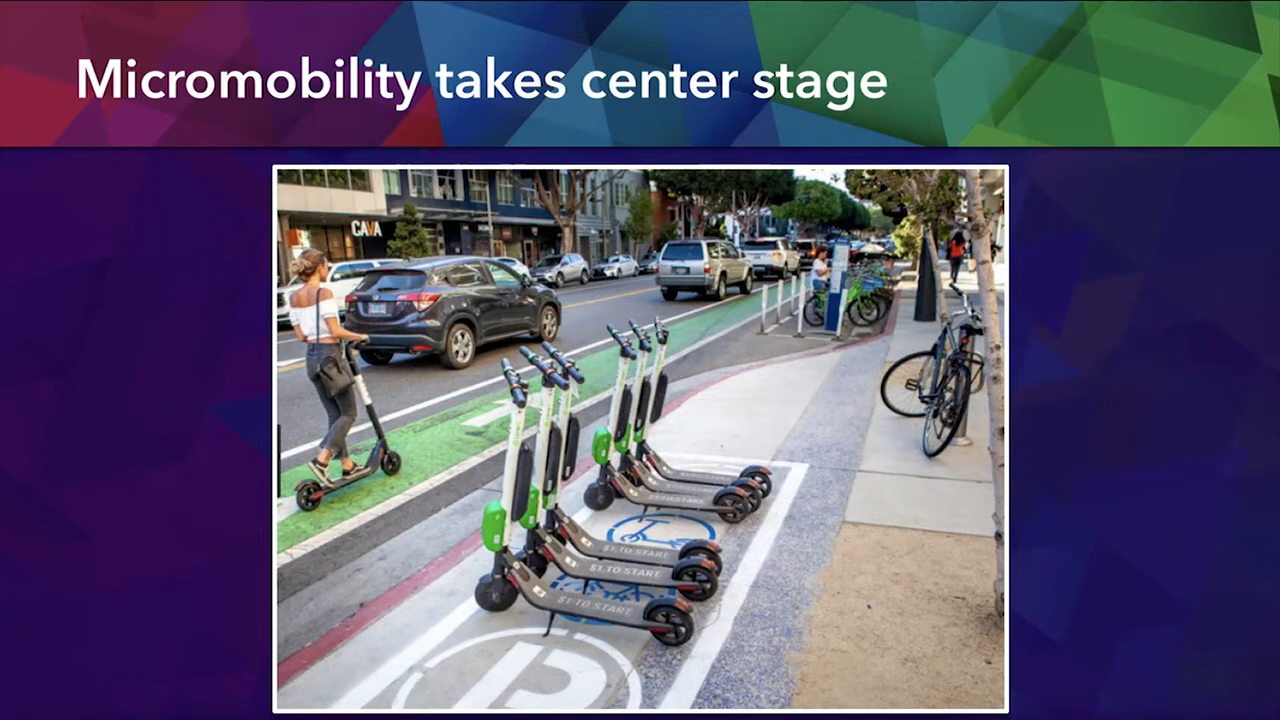 Micromobility takes center stage
CAVA
$1 TO START
$1 TO START
$1 TO START
P